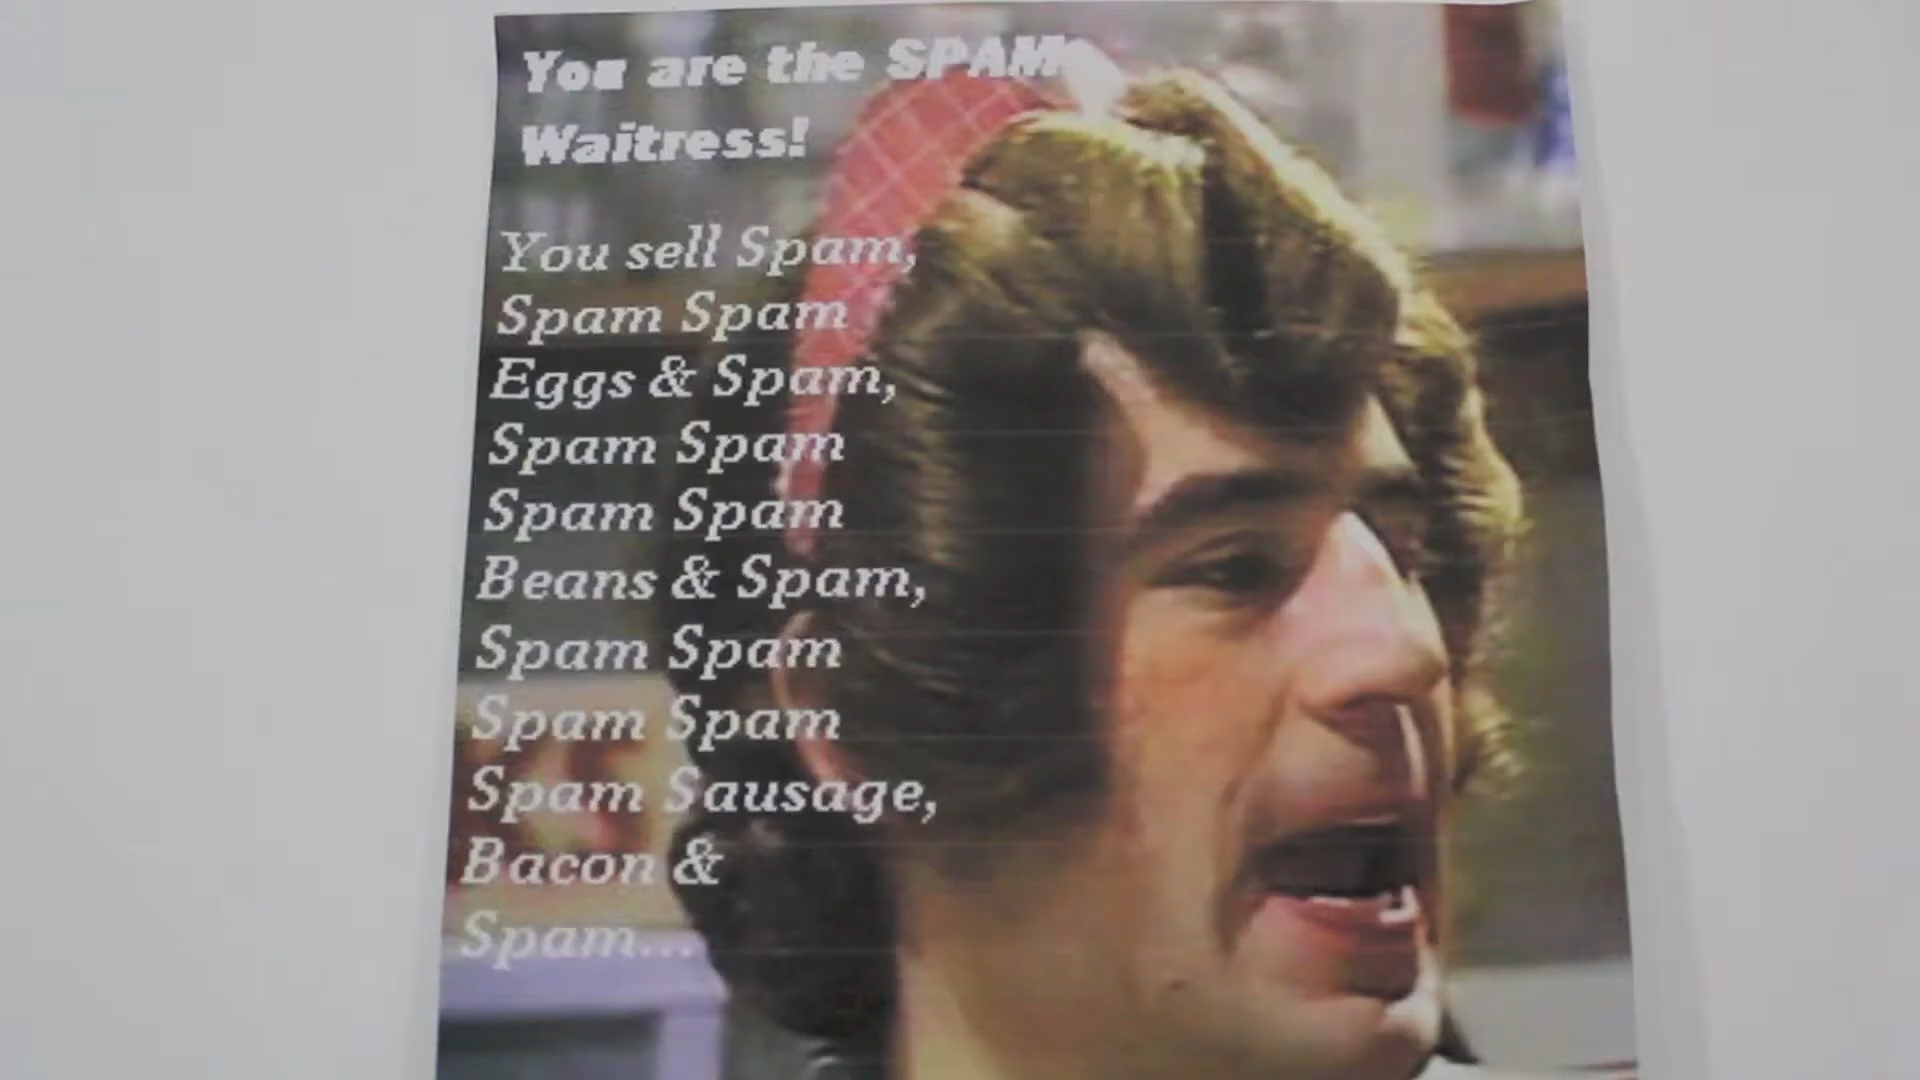 You are the SPAM
Waitress!
You sell Spam,
Spam Spam
Eggs & Spam,
Spam Spam
Spam Spam
Beans & Spam,
Spam Spam
Spam Spam
Spam Sausage,
Bacon &
Spam...